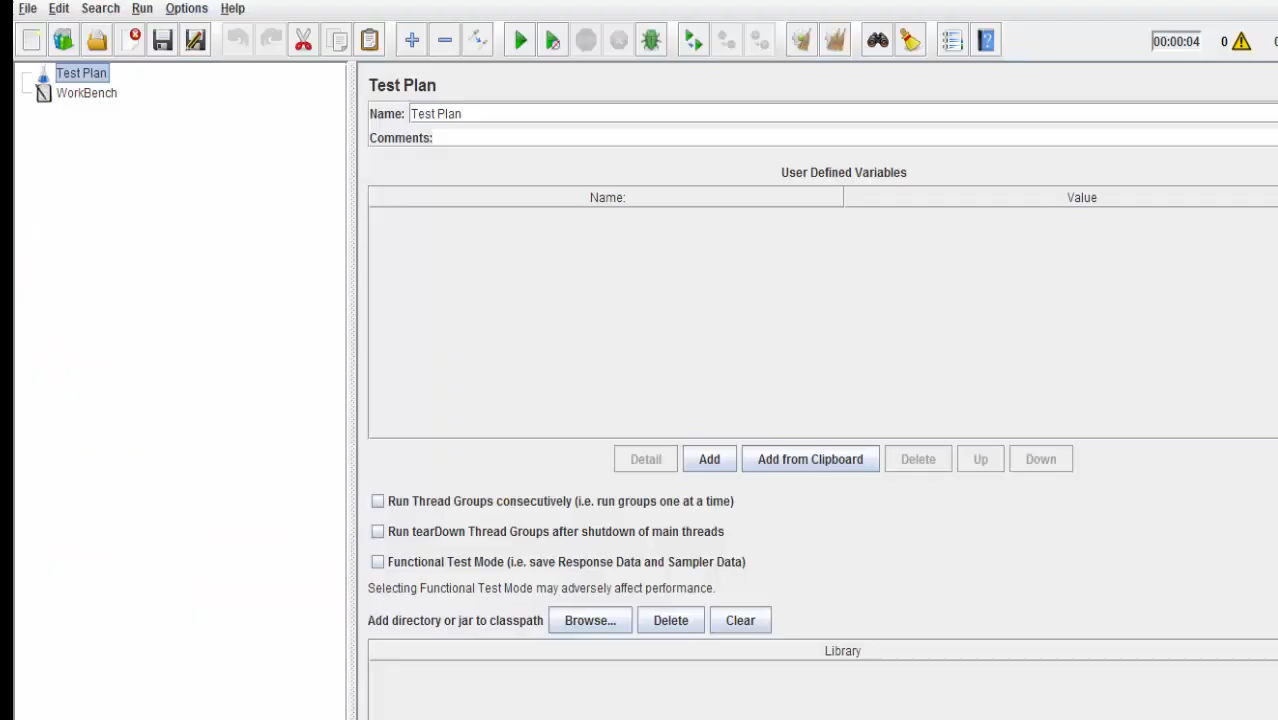 File Edit Search Run Options Help
00:00:04 0
Test Plan
WorkBench
Test Plan
Name: Test Plan
Comments:
User Defined Variables
Name: Value
Detail Add Add from Clipboard Delete Up Down
Run Thread Groups consecutively (i.e. run groups one at a time)
Run tearDown Thread Groups after shutdown of main threads
Functional Test Mode (i.e. save Response Data and Sampler Data)
Selecting Functional Test Mode may adversely affect performance.
Add directory or jar to classpath Browse... Delete Clear
Library